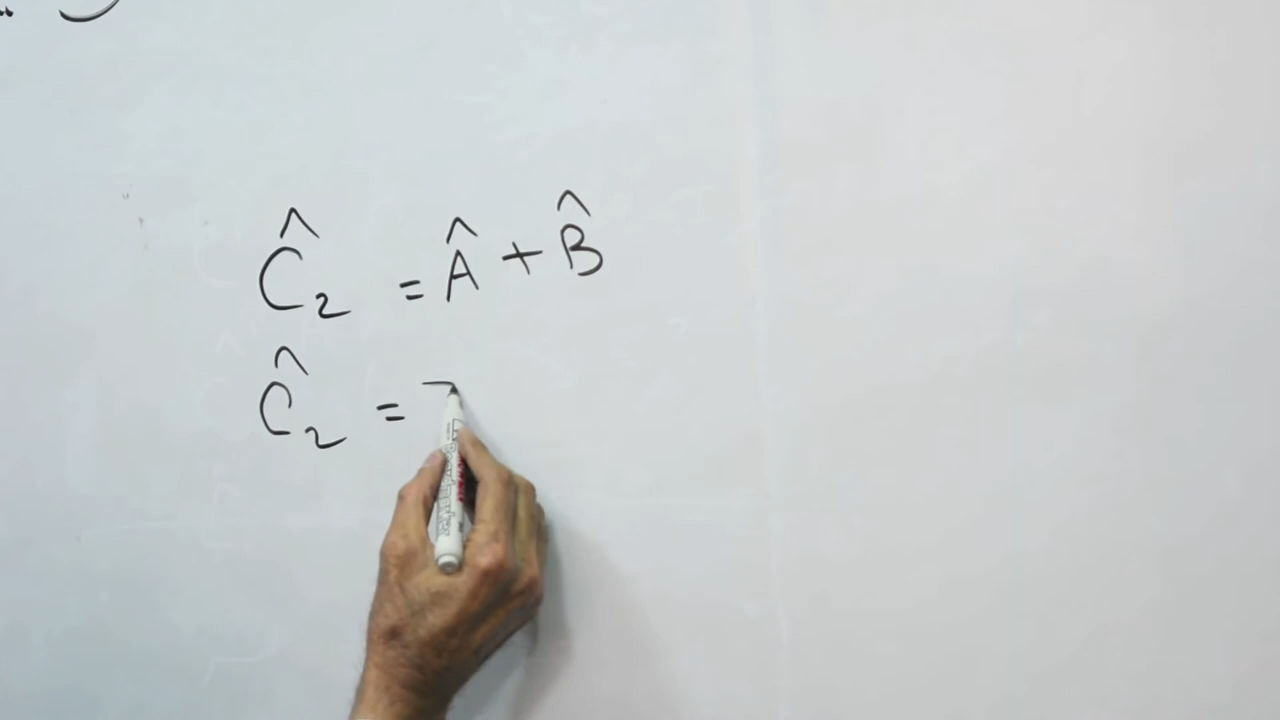 Ĉ₂ = Â + B̂
Ĉ₂ =